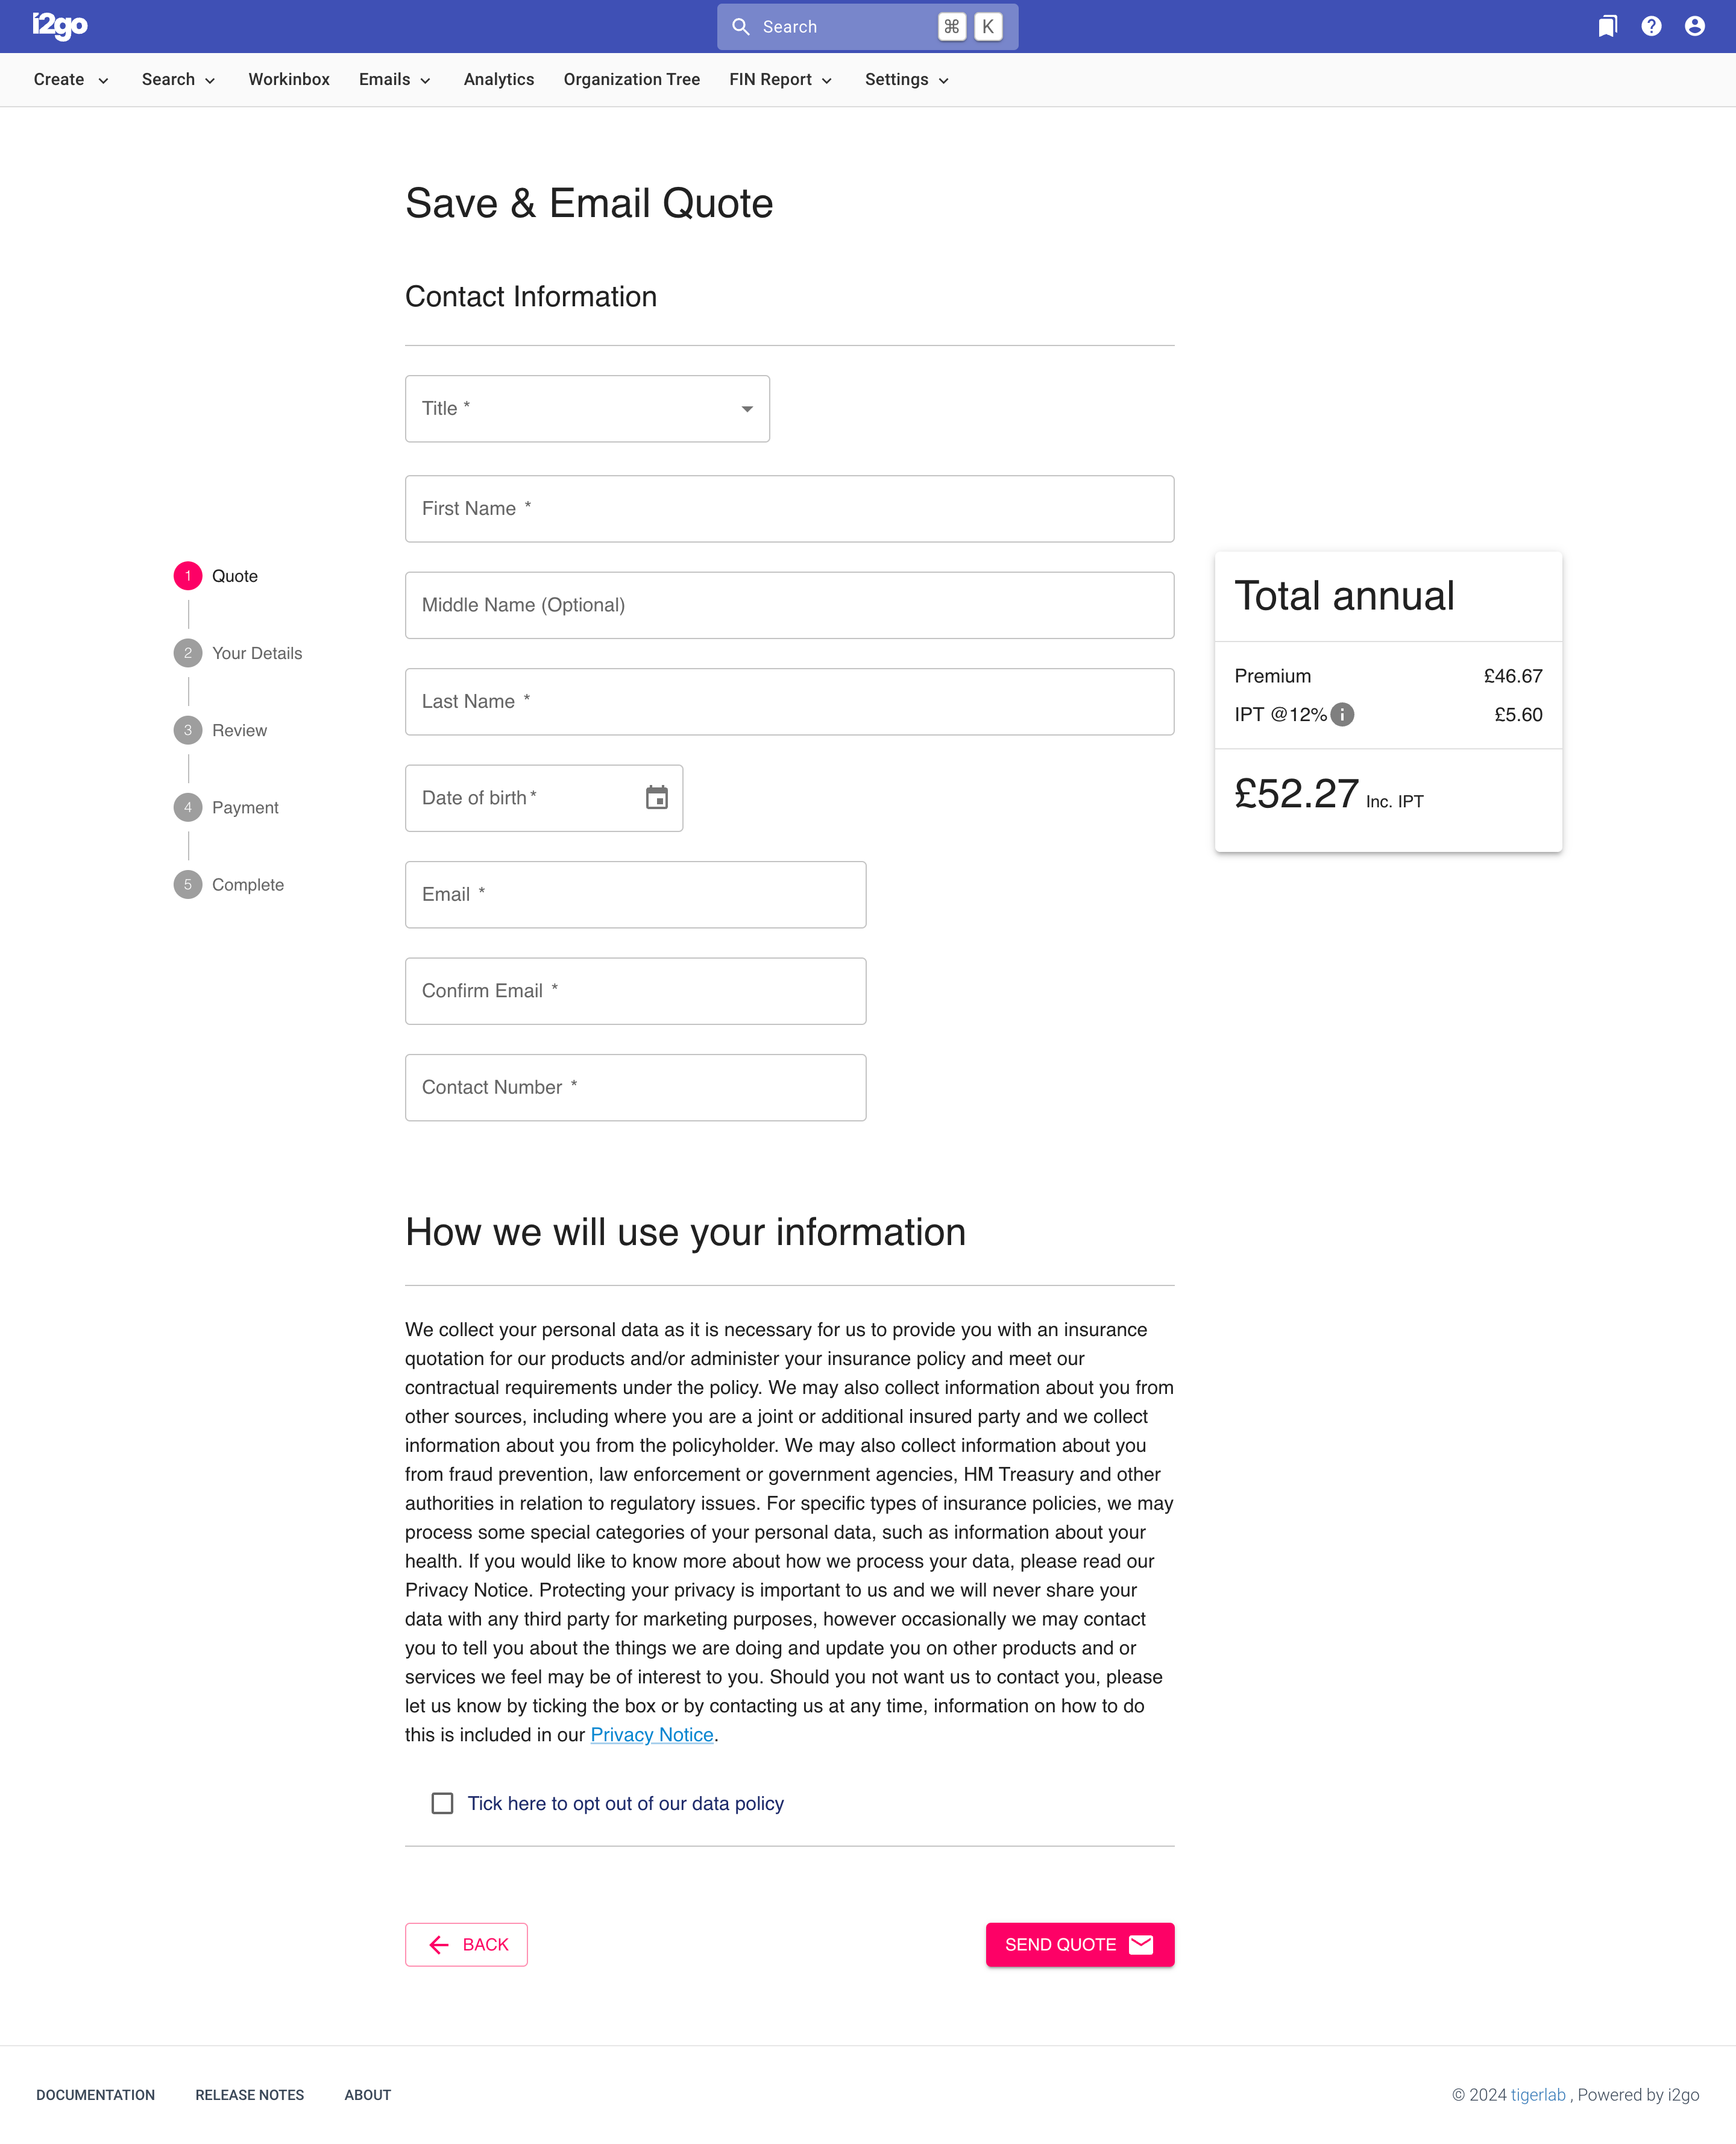 i2go
Search ⌘ K
Create Search Workinbox Emails Analytics Organization Tree FIN Report Settings
Save & Email Quote
Contact Information
Title *
First Name *
Middle Name (Optional)
Last Name *
Date of birth *
Email *
Confirm Email *
Contact Number *
1 Quote
2 Your Details
3 Review
4 Payment
5 Complete
Total annual
Premium £46.67
IPT @12% £5.60
£52.27 Inc. IPT
How we will use your information
We collect your personal data as it is necessary for us to provide you with an insurance
quotation for our products and/or administer your insurance policy and meet our
contractual requirements under the policy. We may also collect information about you from
other sources, including where you are a joint or additional insured party and we collect
information about you from the policyholder. We may also collect information about you
from fraud prevention, law enforcement or government agencies, HM Treasury and other
authorities in relation to regulatory issues. For specific types of insurance policies, we may
process some special categories of your personal data, such as information about your
health. If you would like to know more about how we process your data, please read our
Privacy Notice. Protecting your privacy is important to us and we will never share your
data with any third party for marketing purposes, however occasionally we may contact
you to tell you about the things we are doing and update you on other products and or
services we feel may be of interest to you. Should you not want us to contact you, please
let us know by ticking the box or by contacting us at any time, information on how to do
this is included in our Privacy Notice.
Tick here to opt out of our data policy
BACK SEND QUOTE
DOCUMENTATION RELEASE NOTES ABOUT © 2024 tigerlab , Powered by i2go